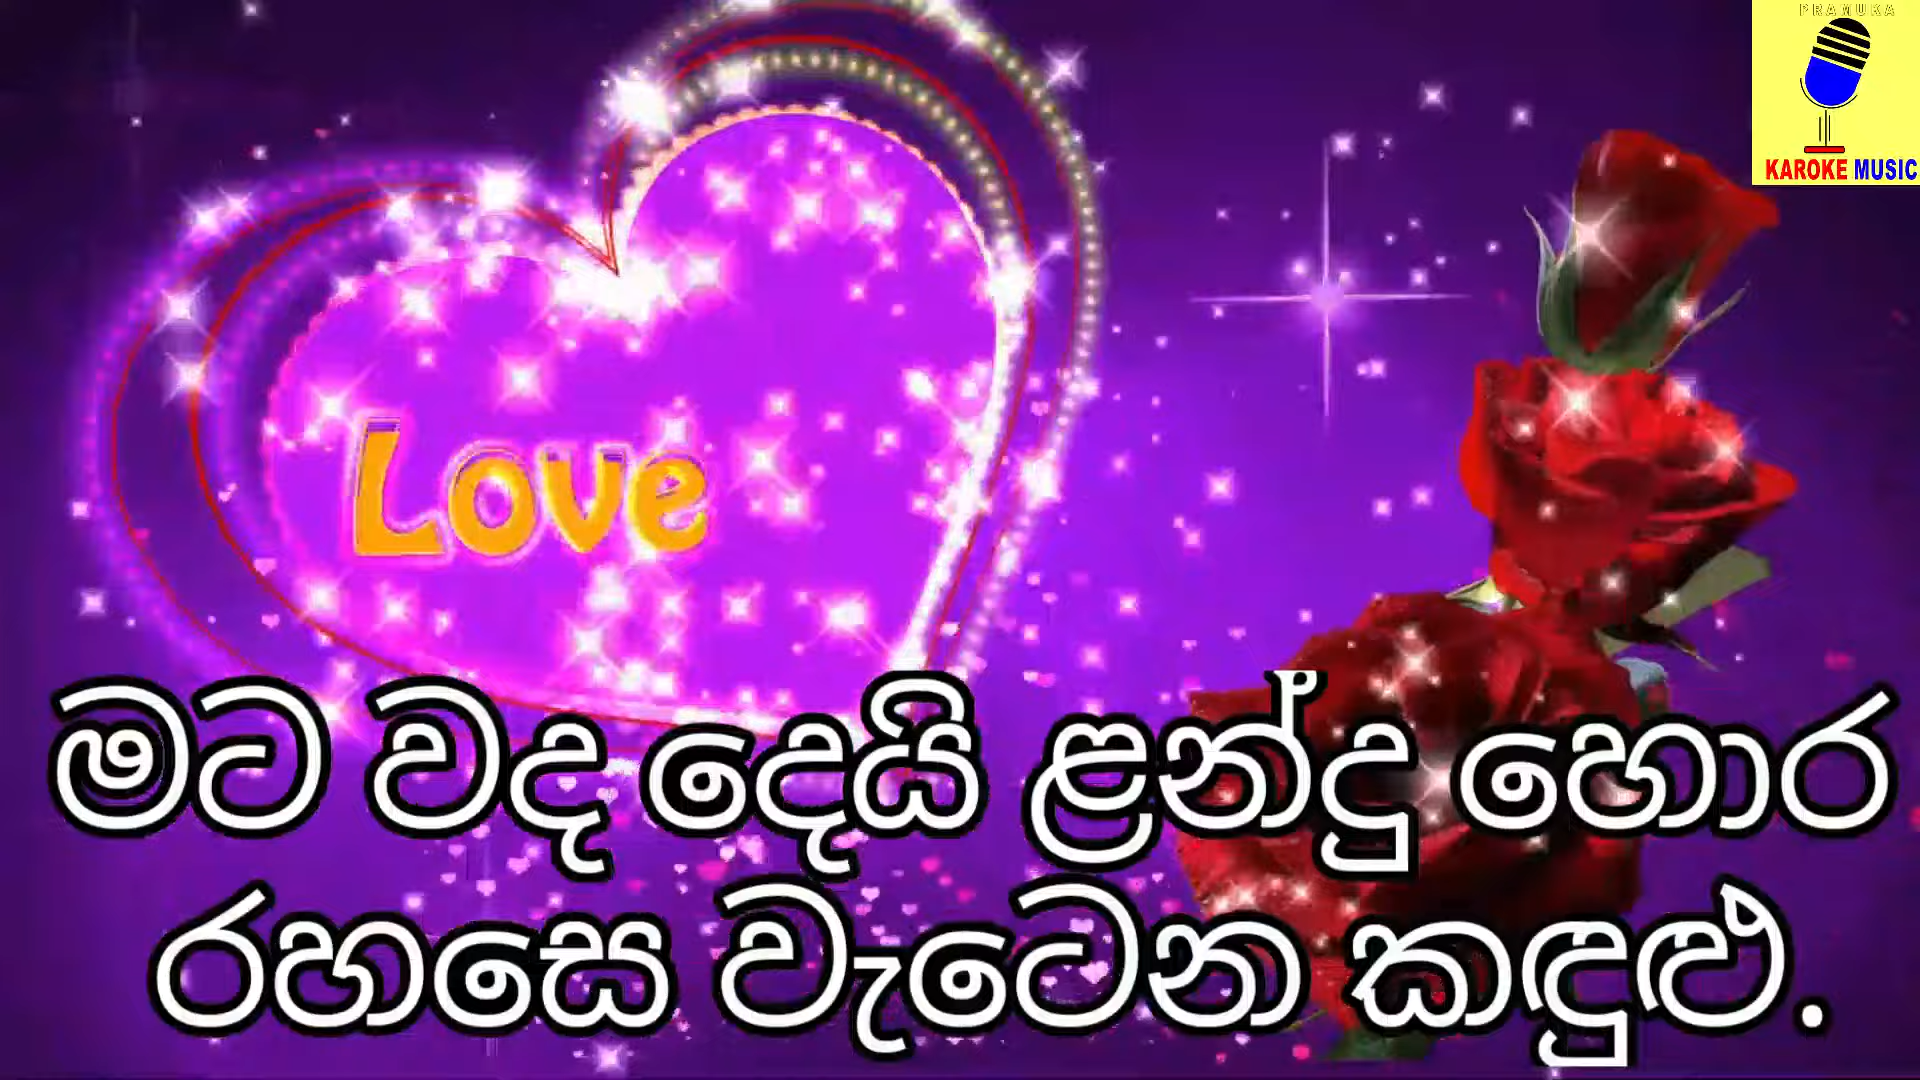 PRAMUKA
KAROKE MUSIC
Love
මට වද දෙයි ළන්දු හොර
රහසෙ වැටෙන කඳුළු.